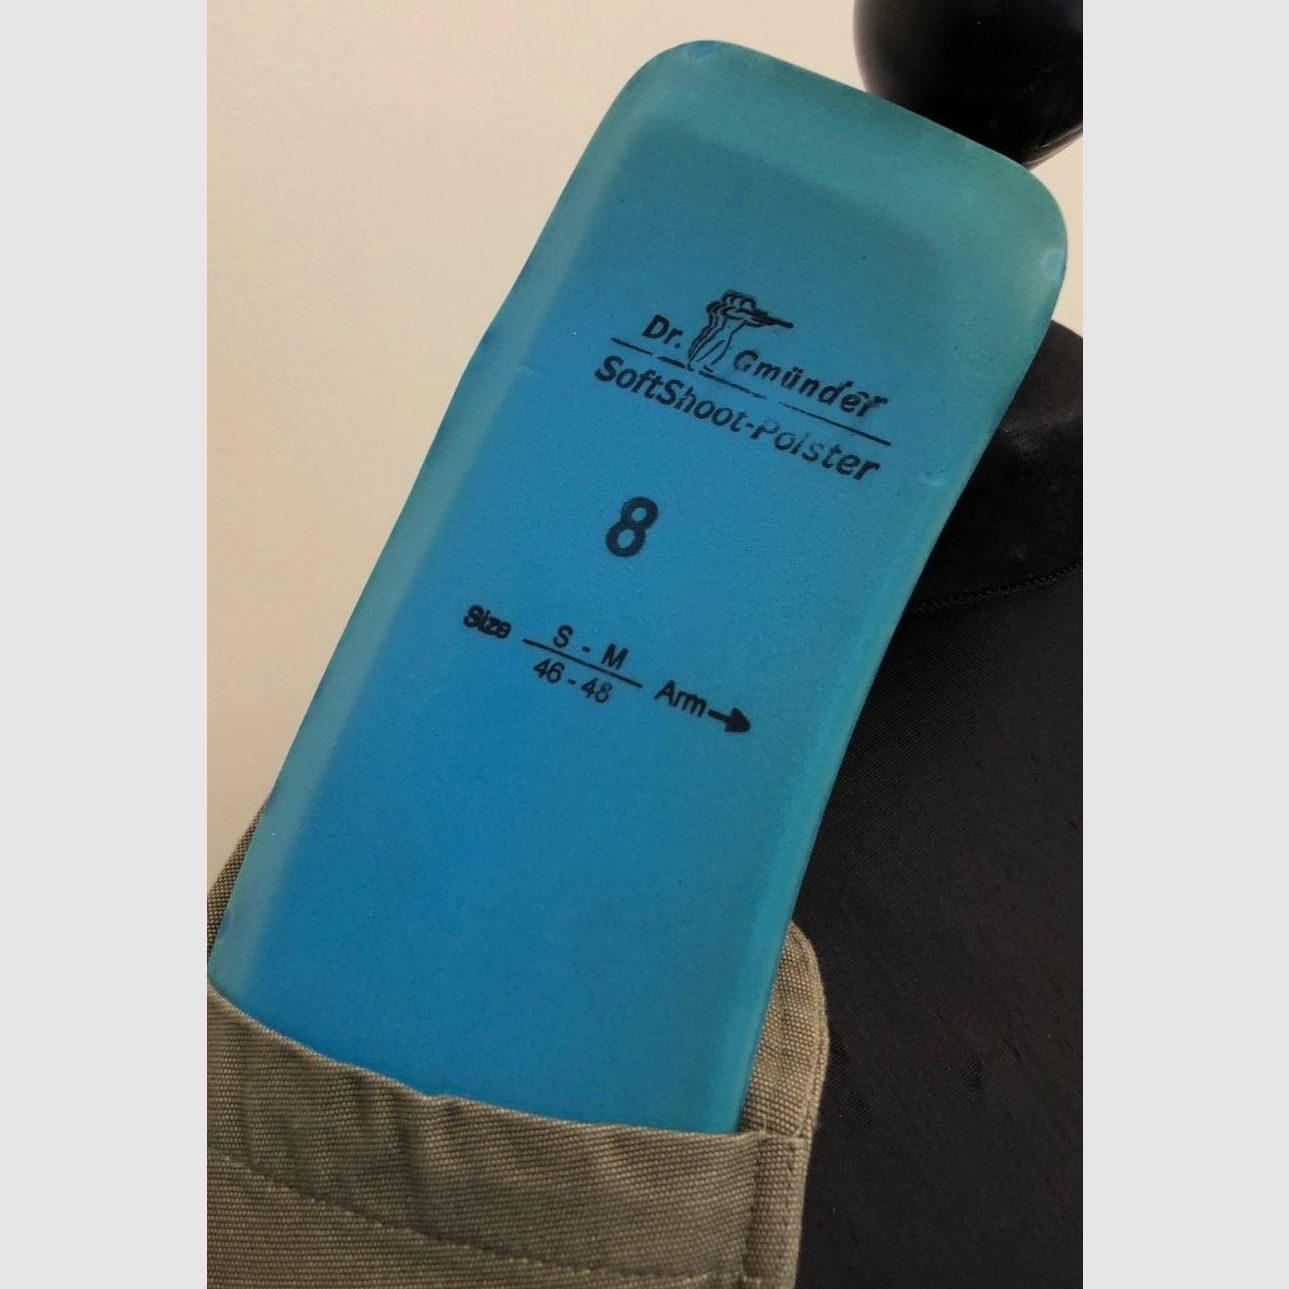 Dr. Gmünder
SoftShoot-Polster
8
Size S - M
46 - 48 Arm